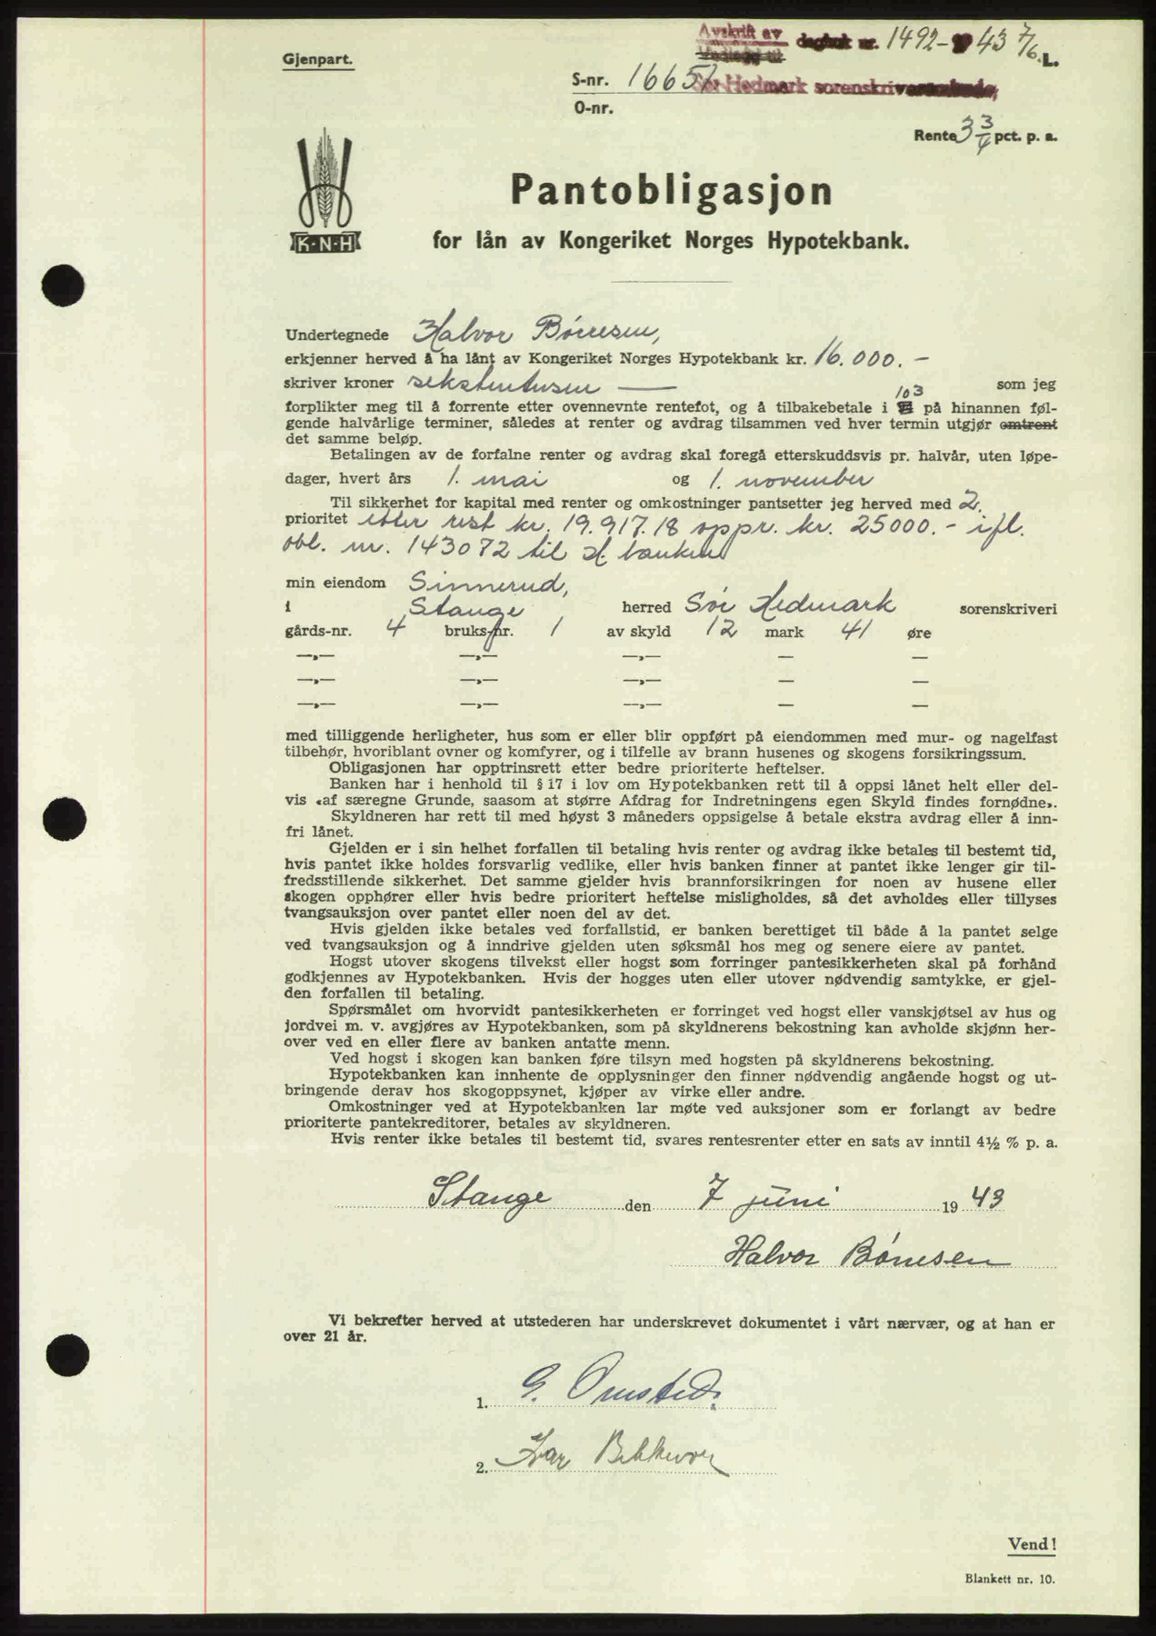 Avskrift av dagbok nr. 1492-43 7/6.
Vedlegg til L.
Gjenpart.
S-nr. 16652 Sør-Hedmark sorenskriverembede,
O-nr.
Rente 3 3/4 pct. p. a.
K·N·H
Pantobligasjon
for lån av Kongeriket Norges Hypotekbank.
Undertegnede Halvor Børresen,
erkjenner herved å ha lånt av Kongeriket Norges Hypotekbank kr. 16.000.-
skriver kroner sekstentusen — som jeg
forplikter meg til å forrente etter ovennevnte rentefot, og å tilbakebetale i 103 på hinannen føl-
gende halvårlige terminer, således at renter og avdrag tilsammen ved hver termin utgjør omtrent
det samme beløp.
Betalingen av de forfalne renter og avdrag skal foregå etterskuddsvis pr. halvår, uten løpe-
dager, hvert års 1. mai og 1. november
Til sikkerhet for kapital med renter og omkostninger pantsetter jeg herved med 2.
prioritet etter rest kr. 19.917.18 oppr. kr. 25000.- ifl.
obl. nr. 143072 til H. banken
min eiendom Sinnerud,
i Stange herred Sør Hedmark sorenskriveri
gårds-nr. 4 bruks-nr. 1 av skyld 12 mark 41 øre
—„— —„— —„— — —
—„— —„— —„— — —
—„— —„— —„— — —
med tilliggende herligheter, hus som er eller blir oppført på eiendommen med mur- og nagelfast
tilbehør, hvoriblant ovner og komfyrer, og i tilfelle av brann husenes og skogens forsikringssum.
Obligasjonen har opptrinsrett etter bedre prioriterte heftelser.
Banken har i henhold til § 17 i lov om Hypotekbanken rett til å oppsi lånet helt eller del-
vis «af særegne Grunde, saasom at større Afdrag for Indretningens egen Skyld findes fornødne».
Skyldneren har rett til med høyst 3 måneders oppsigelse å betale ekstra avdrag eller å inn-
fri lånet.
Gjelden er i sin helhet forfallen til betaling hvis renter og avdrag ikke betales til bestemt tid,
hvis pantet ikke holdes forsvarlig vedlike, eller hvis banken finner at pantet ikke lenger gir til-
fredsstillende sikkerhet. Det samme gjelder hvis brannforsikringen for noen av husene eller
skogen opphører eller hvis bedre prioritert heftelse misligholdes, så det avholdes eller tillyses
tvangsauksjon over pantet eller noen del av det.
Hvis gjelden ikke betales ved forfallstid, er banken berettiget til både å la pantet selge
ved tvangsauksjon og å inndrive gjelden uten søksmål hos meg og senere eiere av pantet.
Hogst utover skogens tilvekst eller hogst som forringer pantesikkerheten skal på forhånd
godkjennes av Hypotekbanken. Hvis der hogges uten eller utover nødvendig samtykke, er gjel-
den forfallen til betaling.
Spørsmålet om hvorvidt pantesikkerheten er forringet ved hogst eller vanskjøtsel av hus og
jordvei m. v. avgjøres av Hypotekbanken, som på skyldnerens bekostning kan avholde skjønn her-
over ved en eller flere av banken antatte menn.
Ved hogst i skogen kan banken føre tilsyn med hogsten på skyldnerens bekostning.
Hypotekbanken kan innhente de opplysninger den finner nødvendig angående hogst og ut-
bringende derav hos skogoppsynet, kjøper av virke eller andre.
Omkostninger ved at Hypotekbanken lar møte ved auksjoner som er forlangt av bedre
prioriterte pantekreditorer, betales av skyldneren.
Hvis renter ikke betales til bestemt tid, svares rentesrenter etter en sats av inntil 4½ % p. a.
Stange den 7 juni 1943
Halvor Børresen
Vi bekrefter herved at utstederen har underskrevet dokumentet i vårt nærvær, og at han er
over 21 år.
1. G. Omsted.
2. Ivar
Vend!
Blankett nr. 10.